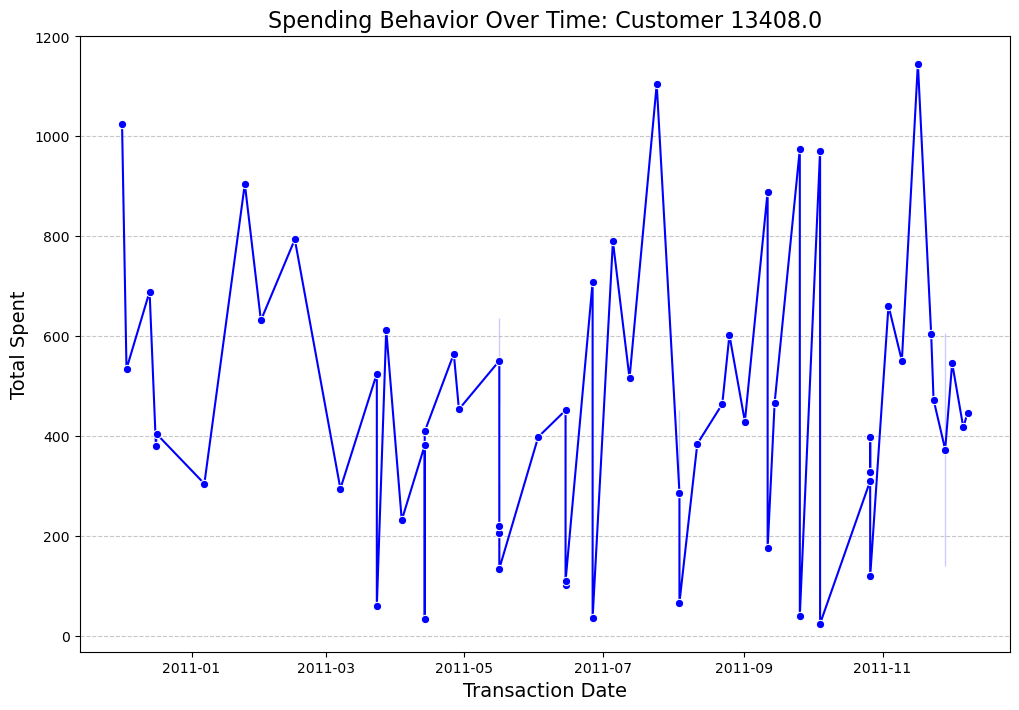 Spending Behavior Over Time: Customer 13408.0
1200
1000
800
600
400
200
0
Total Spent
2011-01 2011-03 2011-05 2011-07 2011-09 2011-11
Transaction Date